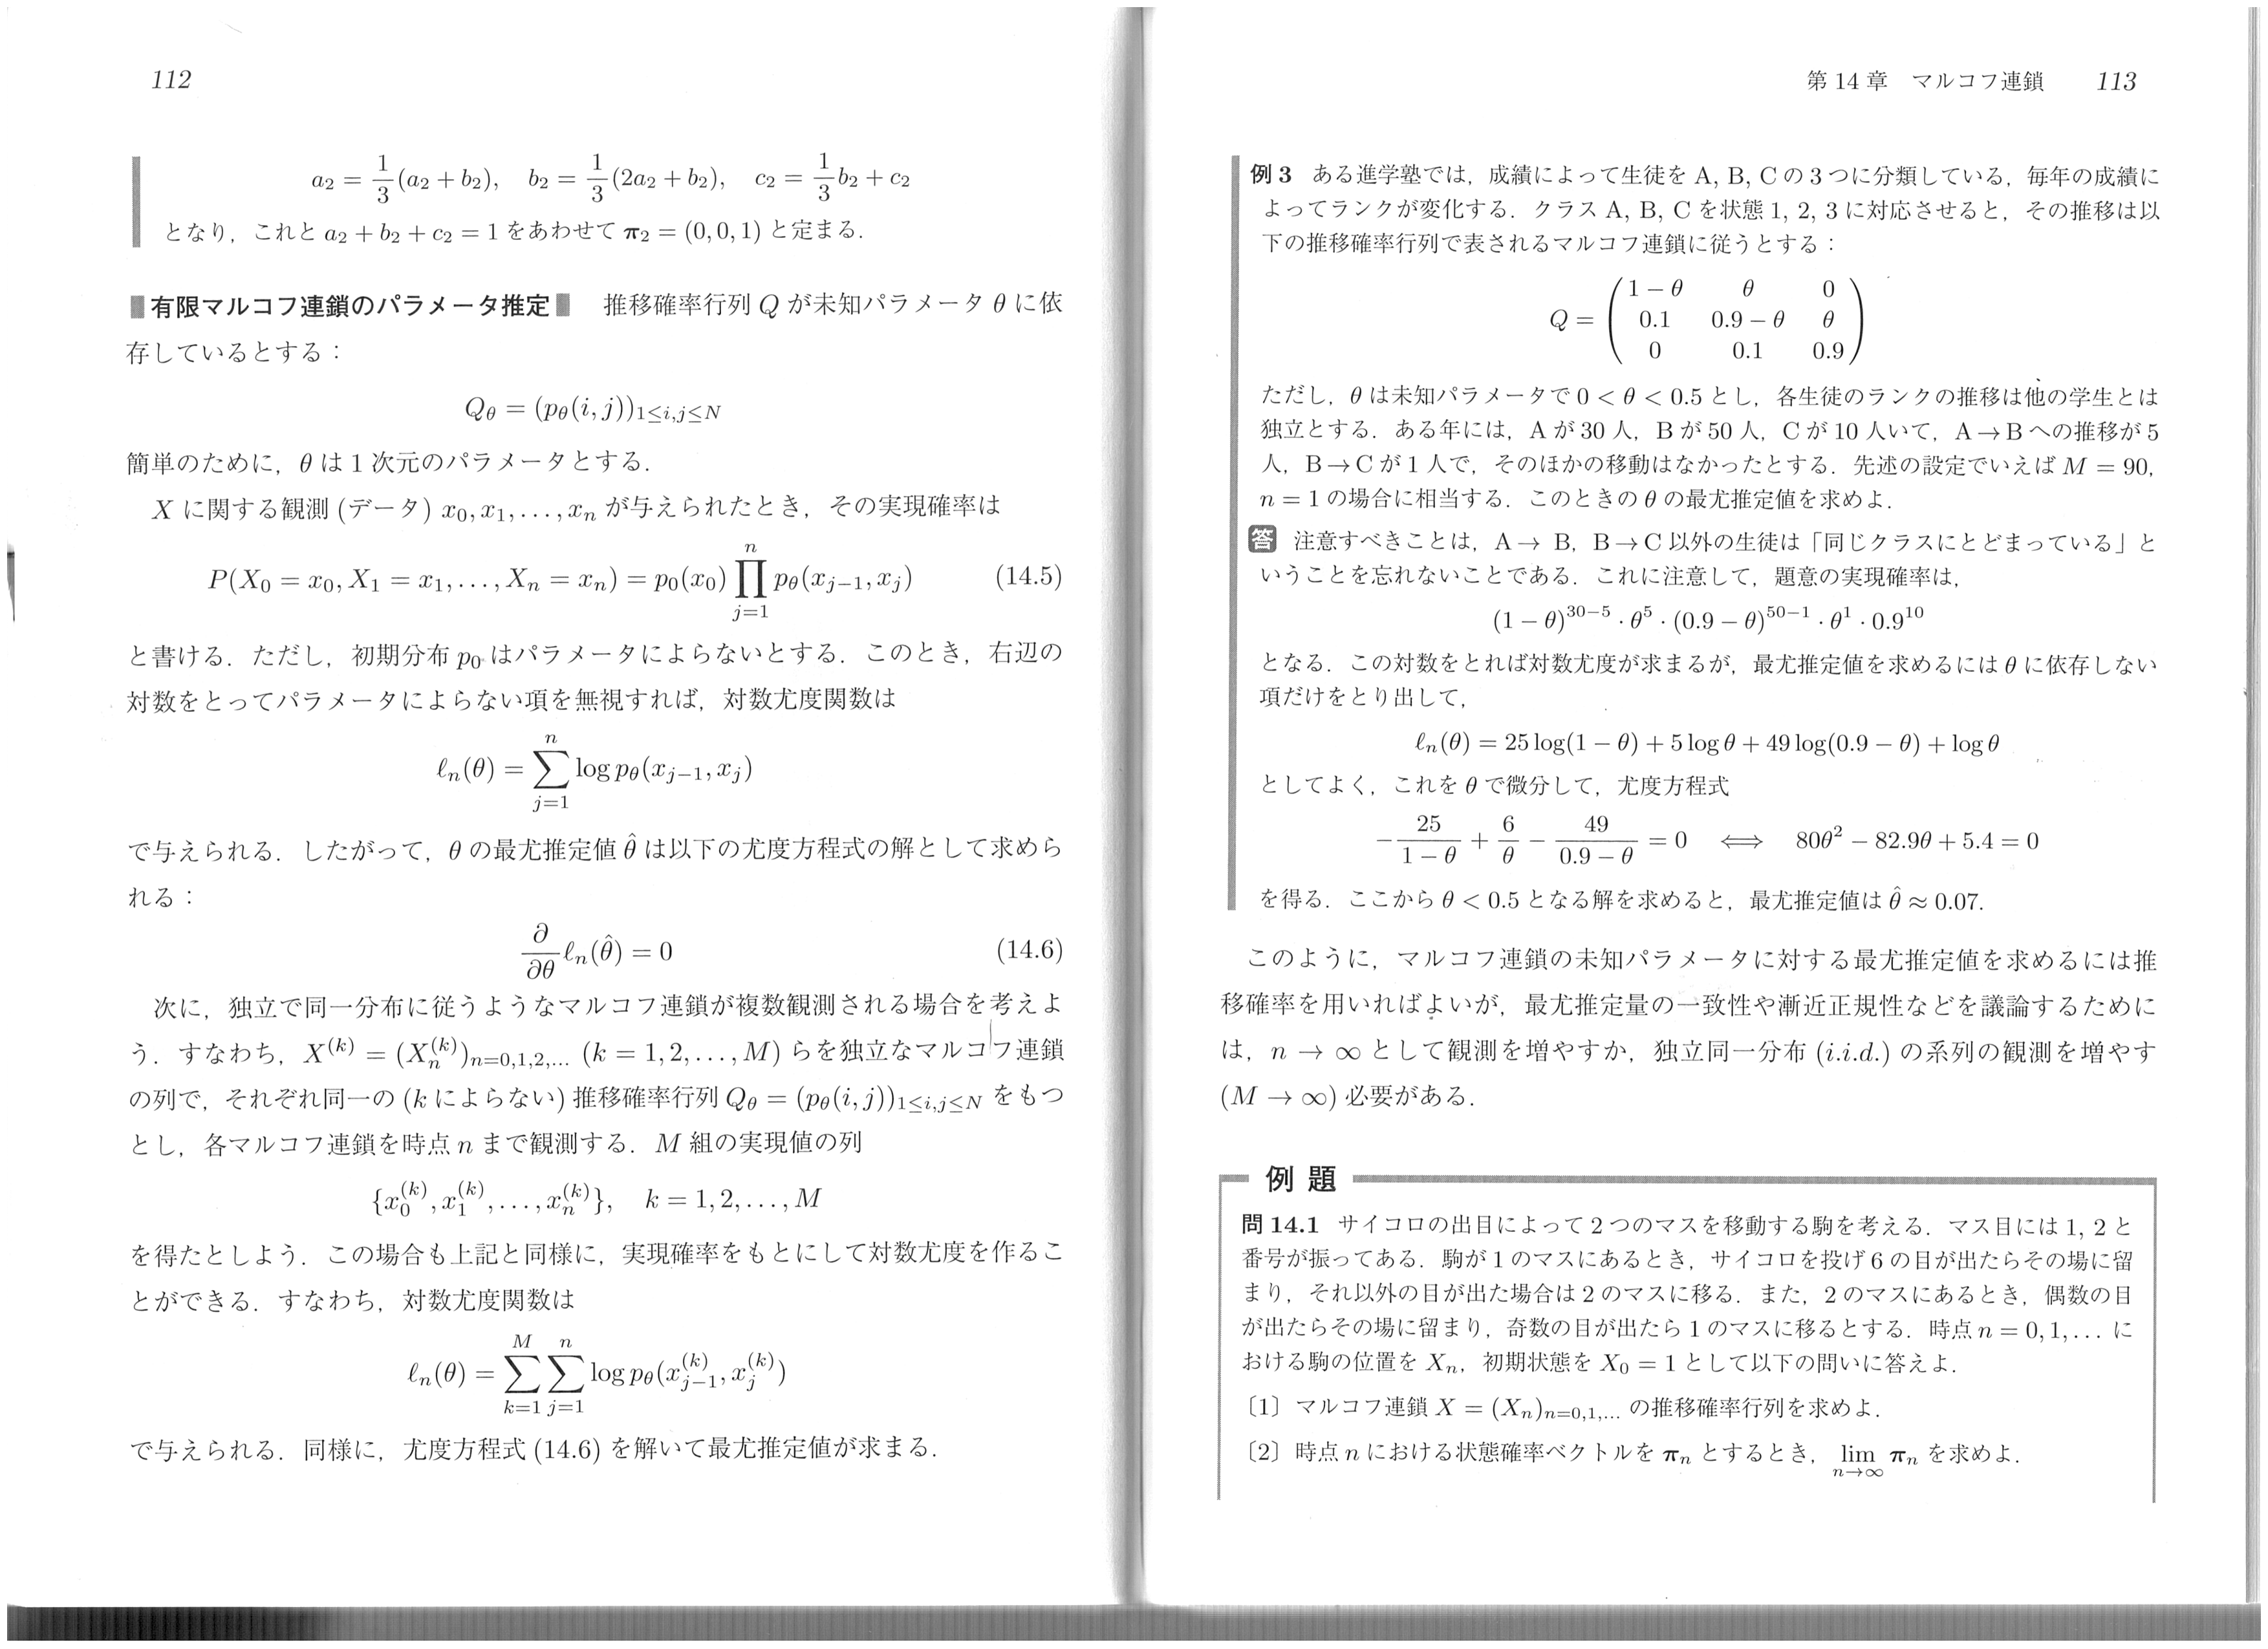 112
a₂ = 1/3 (a₂ + b₂), b₂ = 1/3 (2a₂ + b₂), c₂ = 1/3 b₂ + c₂
となり，これと a₂ + b₂ + c₂ = 1 をあわせて π₂ = (0, 0, 1) と定まる．
有限マルコフ連鎖のパラメータ推定　推移確率行列 Q が未知パラメータ θ に依
存しているとする：
Q_θ = (p_θ(i, j))_{1≤i,j≤N}
簡単のために，θ は 1 次元のパラメータとする．
X に関する観測 (データ) x₀, x₁, . . . , xₙ が与えられたとき，その実現確率は
P(X₀ = x₀, X₁ = x₁, . . . , Xₙ = xₙ) = p₀(x₀) ∏_{j=1}^{n} p_θ(x_{j−1}, x_j) (14.5)
と書ける．ただし，初期分布 p₀ はパラメータによらないとする．このとき，右辺の
対数をとってパラメータによらない項を無視すれば，対数尤度関数は
ℓₙ(θ) = ∑_{j=1}^{n} log p_θ(x_{j−1}, x_j)
で与えられる．したがって，θ の最尤推定値 θ̂ は以下の尤度方程式の解として求めら
れる：
∂/∂θ ℓₙ(θ̂) = 0 (14.6)
次に，独立で同一分布に従うようなマルコフ連鎖が複数観測される場合を考えよ
う．すなわち，X^{(k)} = (Xₙ^{(k)})_{n=0,1,2,...} (k = 1, 2, . . . , M) らを独立なマルコフ連鎖
の列で，それぞれ同一の (k によらない) 推移確率行列 Q_θ = (p_θ(i, j))_{1≤i,j≤N} をもつ
とし，各マルコフ連鎖を時点 n まで観測する．M 組の実現値の列
{x₀^{(k)}, x₁^{(k)}, . . . , xₙ^{(k)}}, k = 1, 2, . . . , M
を得たとしよう．この場合も上記と同様に，実現確率をもとにして対数尤度を作るこ
とができる．すなわち，対数尤度関数は
ℓₙ(θ) = ∑_{k=1}^{M} ∑_{j=1}^{n} log p_θ(x_{j−1}^{(k)}, x_j^{(k)})
で与えられる．同様に，尤度方程式 (14.6) を解いて最尤推定値が求まる．
第 14 章　マルコフ連鎖　113
例 3　ある進学塾では，成績によって生徒を A, B, C の 3 つに分類している，毎年の成績に
よってランクが変化する．クラス A, B, C を状態 1, 2, 3 に対応させると，その推移は以
下の推移確率行列で表されるマルコフ連鎖に従うとする：
1 − θ θ 0
Q = 0.1 0.9 − θ θ
0 0.1 0.9
ただし，θ は未知パラメータで 0 < θ < 0.5 とし，各生徒のランクの推移は他の学生とは
独立とする．ある年には，A が 30 人，B が 50 人，C が 10 人いて，A→B への推移が 5
人，B→C が 1 人で，そのほかの移動はなかったとする．先述の設定でいえば M = 90,
n = 1 の場合に相当する．このときの θ の最尤推定値を求めよ．
答　注意すべきことは，A→ B，B→C 以外の生徒は「同じクラスにとどまっている」と
いうことを忘れないことである．これに注意して，題意の実現確率は，
(1 − θ)^{30−5} · θ⁵ · (0.9 − θ)^{50−1} · θ¹ · 0.9¹⁰
となる．この対数をとれば対数尤度が求まるが，最尤推定値を求めるには θ に依存しない
項だけをとり出して，
ℓₙ(θ) = 25 log(1 − θ) + 5 log θ + 49 log(0.9 − θ) + log θ
としてよく，これを θ で微分して，尤度方程式
− 25/(1 − θ) + 6/θ − 49/(0.9 − θ) = 0 ⟺ 80θ² − 82.9θ + 5.4 = 0
を得る．ここから θ < 0.5 となる解を求めると，最尤推定値は θ̂ ≈ 0.07.
このように，マルコフ連鎖の未知パラメータに対する最尤推定値を求めるには推
移確率を用いればよいが，最尤推定量の一致性や漸近正規性などを議論するために
は，n → ∞ として観測を増やすか，独立同一分布 (i.i.d.) の系列の観測を増やす
(M → ∞) 必要がある．
例 題
問 14.1　サイコロの出目によって 2 つのマスを移動する駒を考える．マス目には 1, 2 と
番号が振ってある．駒が 1 のマスにあるとき，サイコロを投げ 6 の目が出たらその場に留
まり，それ以外の目が出た場合は 2 のマスに移る．また，2 のマスにあるとき，偶数の目
が出たらその場に留まり，奇数の目が出たら 1 のマスに移るとする．時点 n = 0, 1, . . . に
おける駒の位置を Xₙ，初期状態を X₀ = 1 として以下の問いに答えよ．
〔1〕マルコフ連鎖 X = (Xₙ)_{n=0,1,...} の推移確率行列を求めよ．
〔2〕時点 n における状態確率ベクトルを πₙ とするとき，lim_{n→∞} πₙ を求めよ．